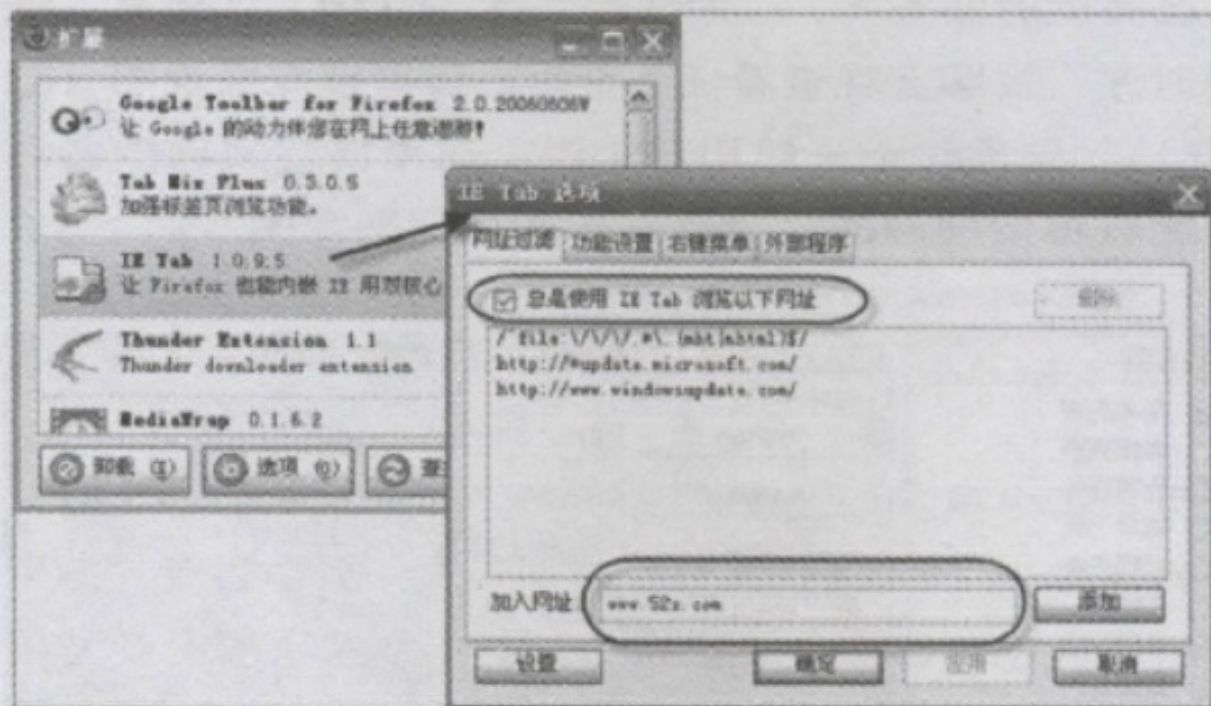 扩展
Google Toolbar for Firefox 2.0.20060606W
让 Google 的动力伴您在网上任意遨游!
Tab Mix Plus 0.3.0.5
加强标签页浏览功能。
IE Tab 1.0.9.5
让 Firefox 也能内嵌 IE 用双核心
Thunder Extension 1.1
Thunder downloader extension
MediaWrap 0.1.6.2
卸载
选项 (O)
IE Tab 选项
网址过滤 功能设置 右键菜单 外部程序
总是使用 IE Tab 浏览以下网址
删除
/^file:\/\/\/.*\.(mht|mhtml)$/
http://*update.microsoft.com/
http://www.windowsupdate.com/
加入网址: www.52z.com 添加
设置 确定 应用 取消